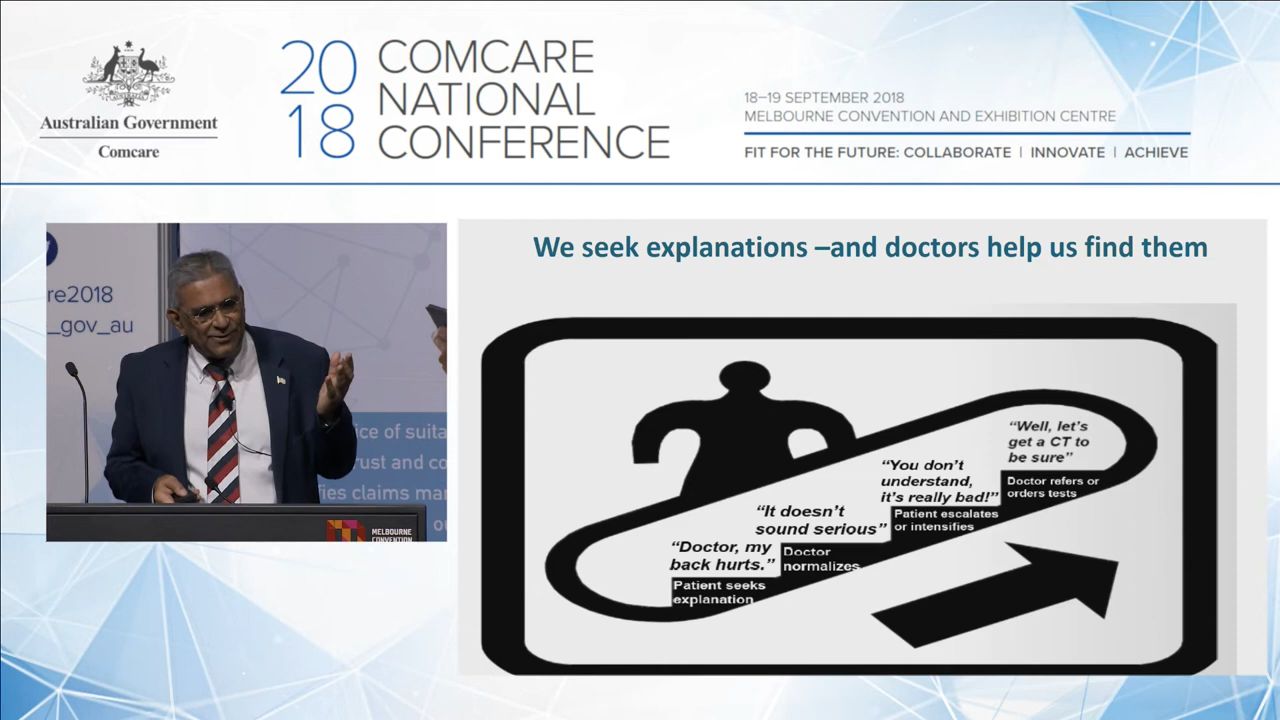 Australian Government
Comcare
20
18
COMCARE
NATIONAL
CONFERENCE
18–19 SEPTEMBER 2018
MELBOURNE CONVENTION AND EXHIBITION CENTRE
FIT FOR THE FUTURE: COLLABORATE | INNOVATE | ACHIEVE
re2018
_gov_au
ice of suita
rust and co
fies claims ma
MELBOURNE
CONVENTION
We seek explanations –and doctors help us find them
“Doctor, my
back hurts.”
Patient seeks
explanation
“It doesn’t
sound serious”
Doctor
normalizes
“You don’t
understand,
it’s really bad!”
Patient escalates
or intensifies
“Well, let’s
get a CT to
be sure”
Doctor refers or
orders tests